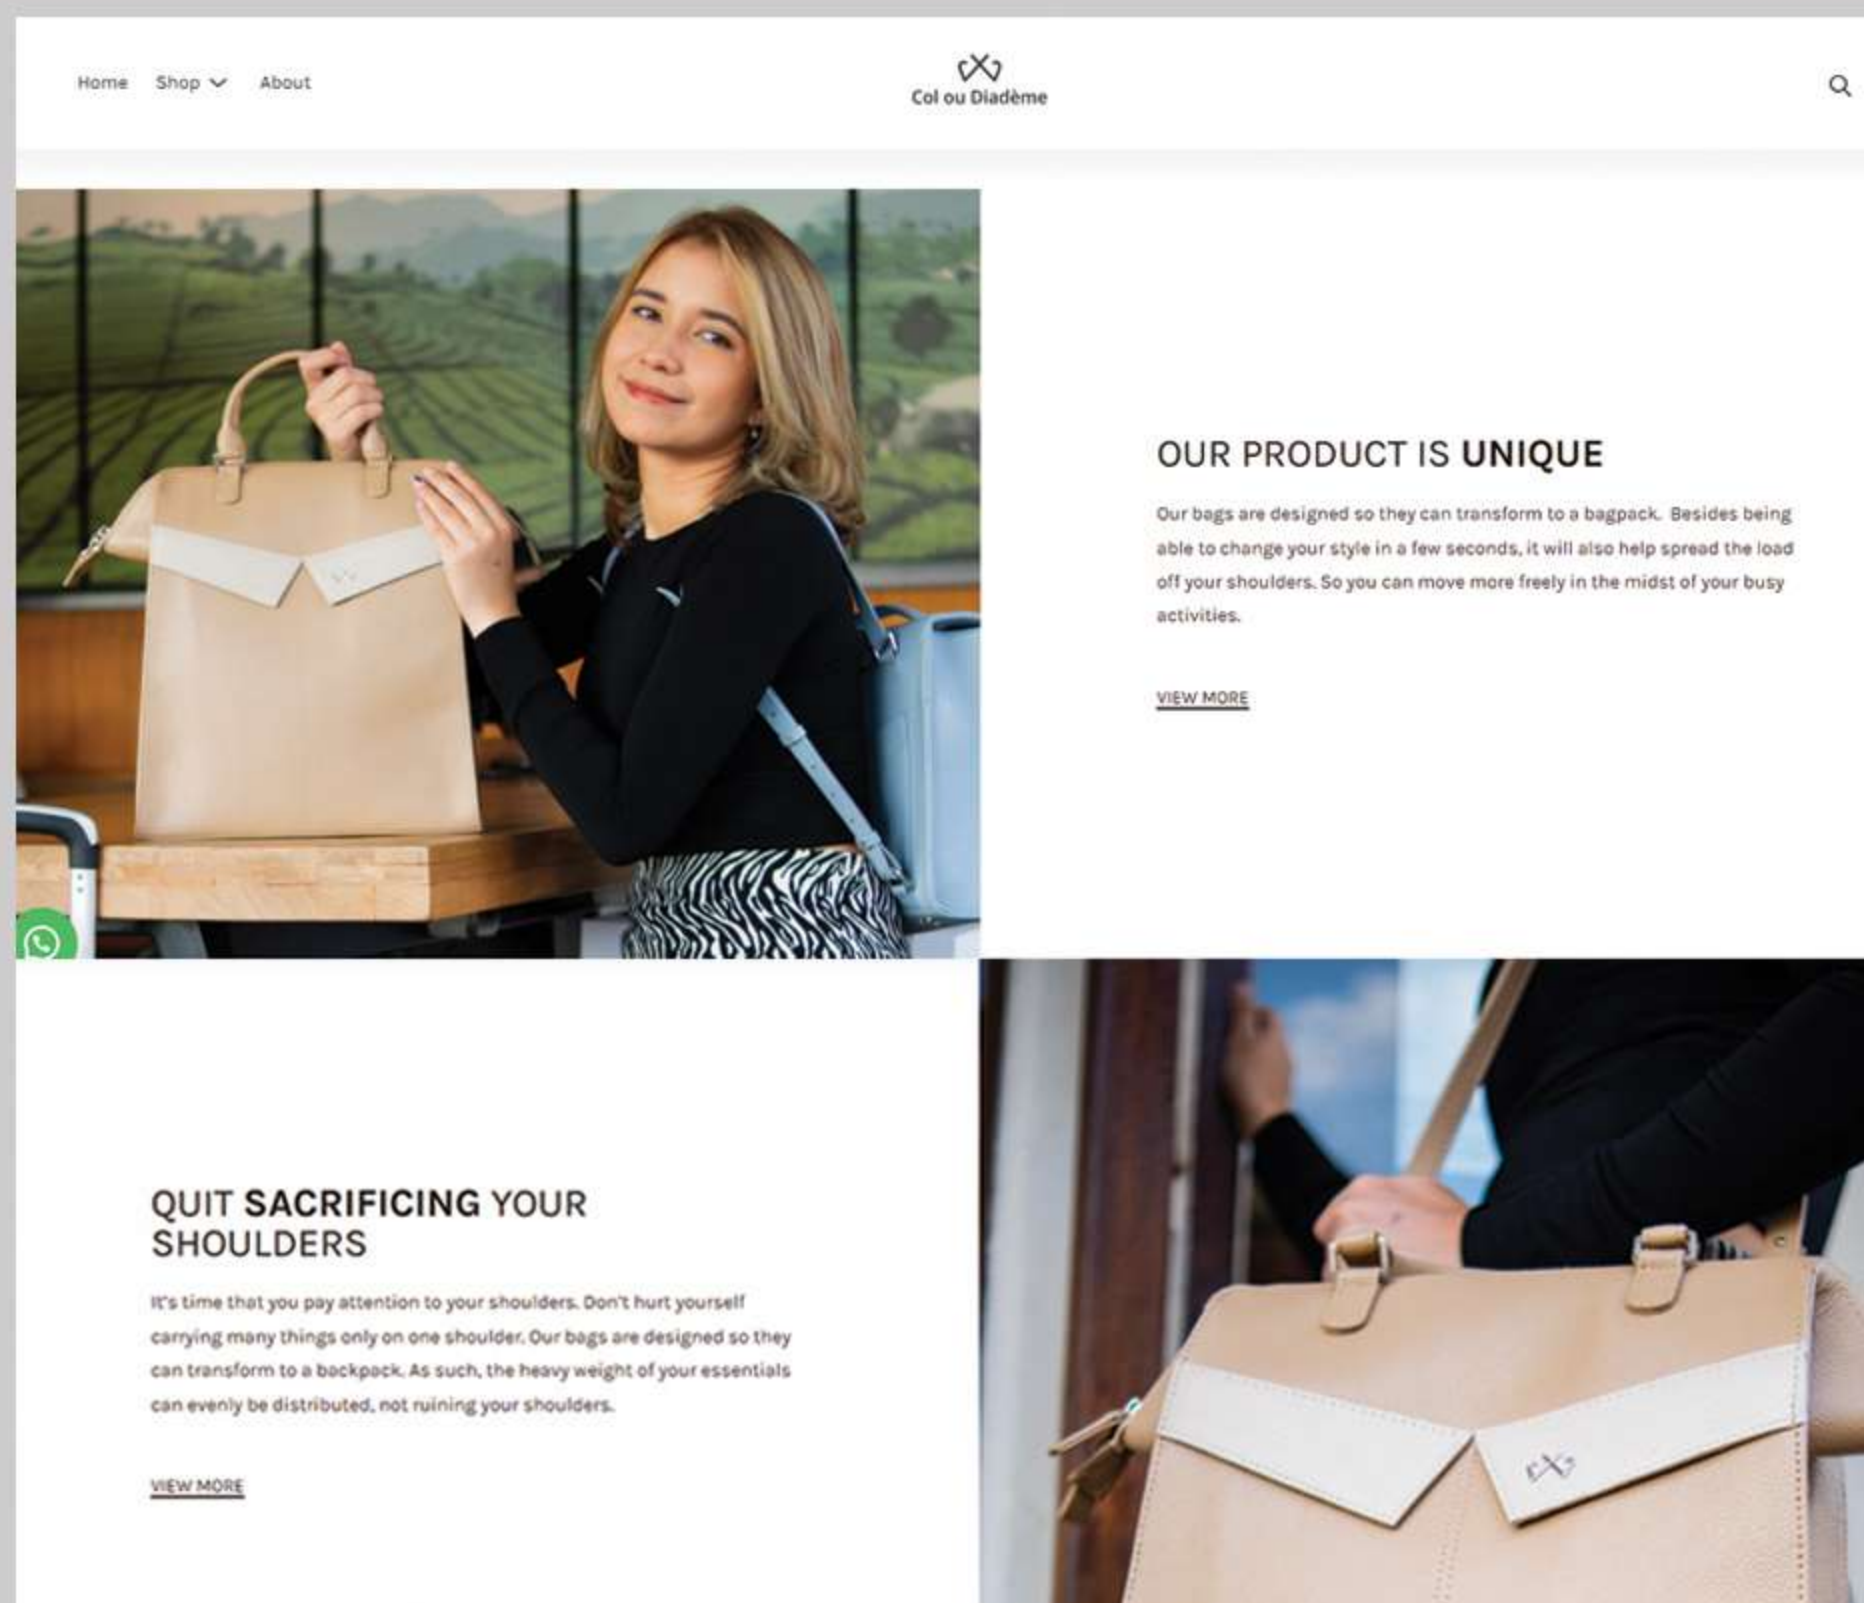 Home Shop About
Col ou Diadème
OUR PRODUCT IS UNIQUE
Our bags are designed so they can transform to a bagpack. Besides being
able to change your style in a few seconds, it will also help spread the load
off your shoulders. So you can move more freely in the midst of your busy
activities.
VIEW MORE
QUIT SACRIFICING YOUR
SHOULDERS
It's time that you pay attention to your shoulders. Don't hurt yourself
carrying many things only on one shoulder. Our bags are designed so they
can transform to a backpack. As such, the heavy weight of your essentials
can evenly be distributed, not ruining your shoulders.
VIEW MORE